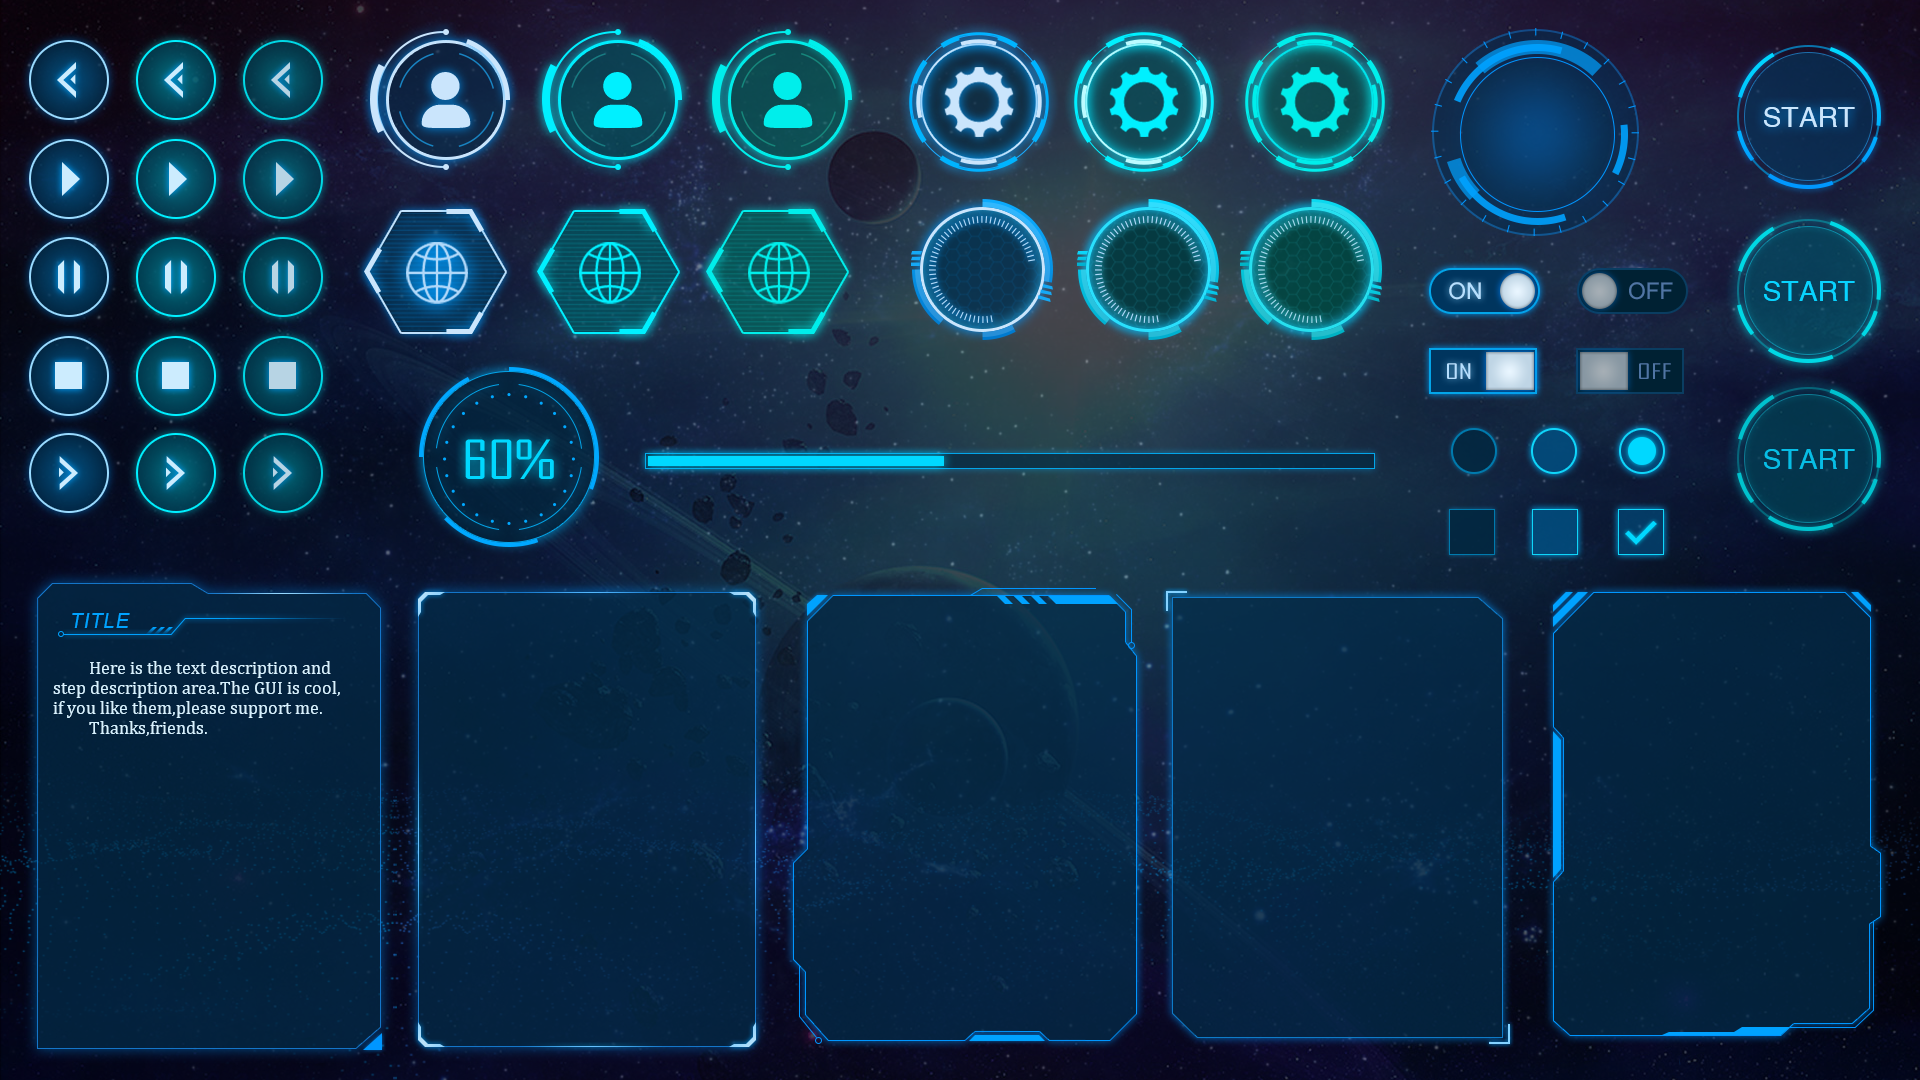 START
START
START
ON
OFF
ON
OFF
60%
TITLE
Here is the text description and
step description area.The GUI is cool,
if you like them,please support me.
Thanks,friends.